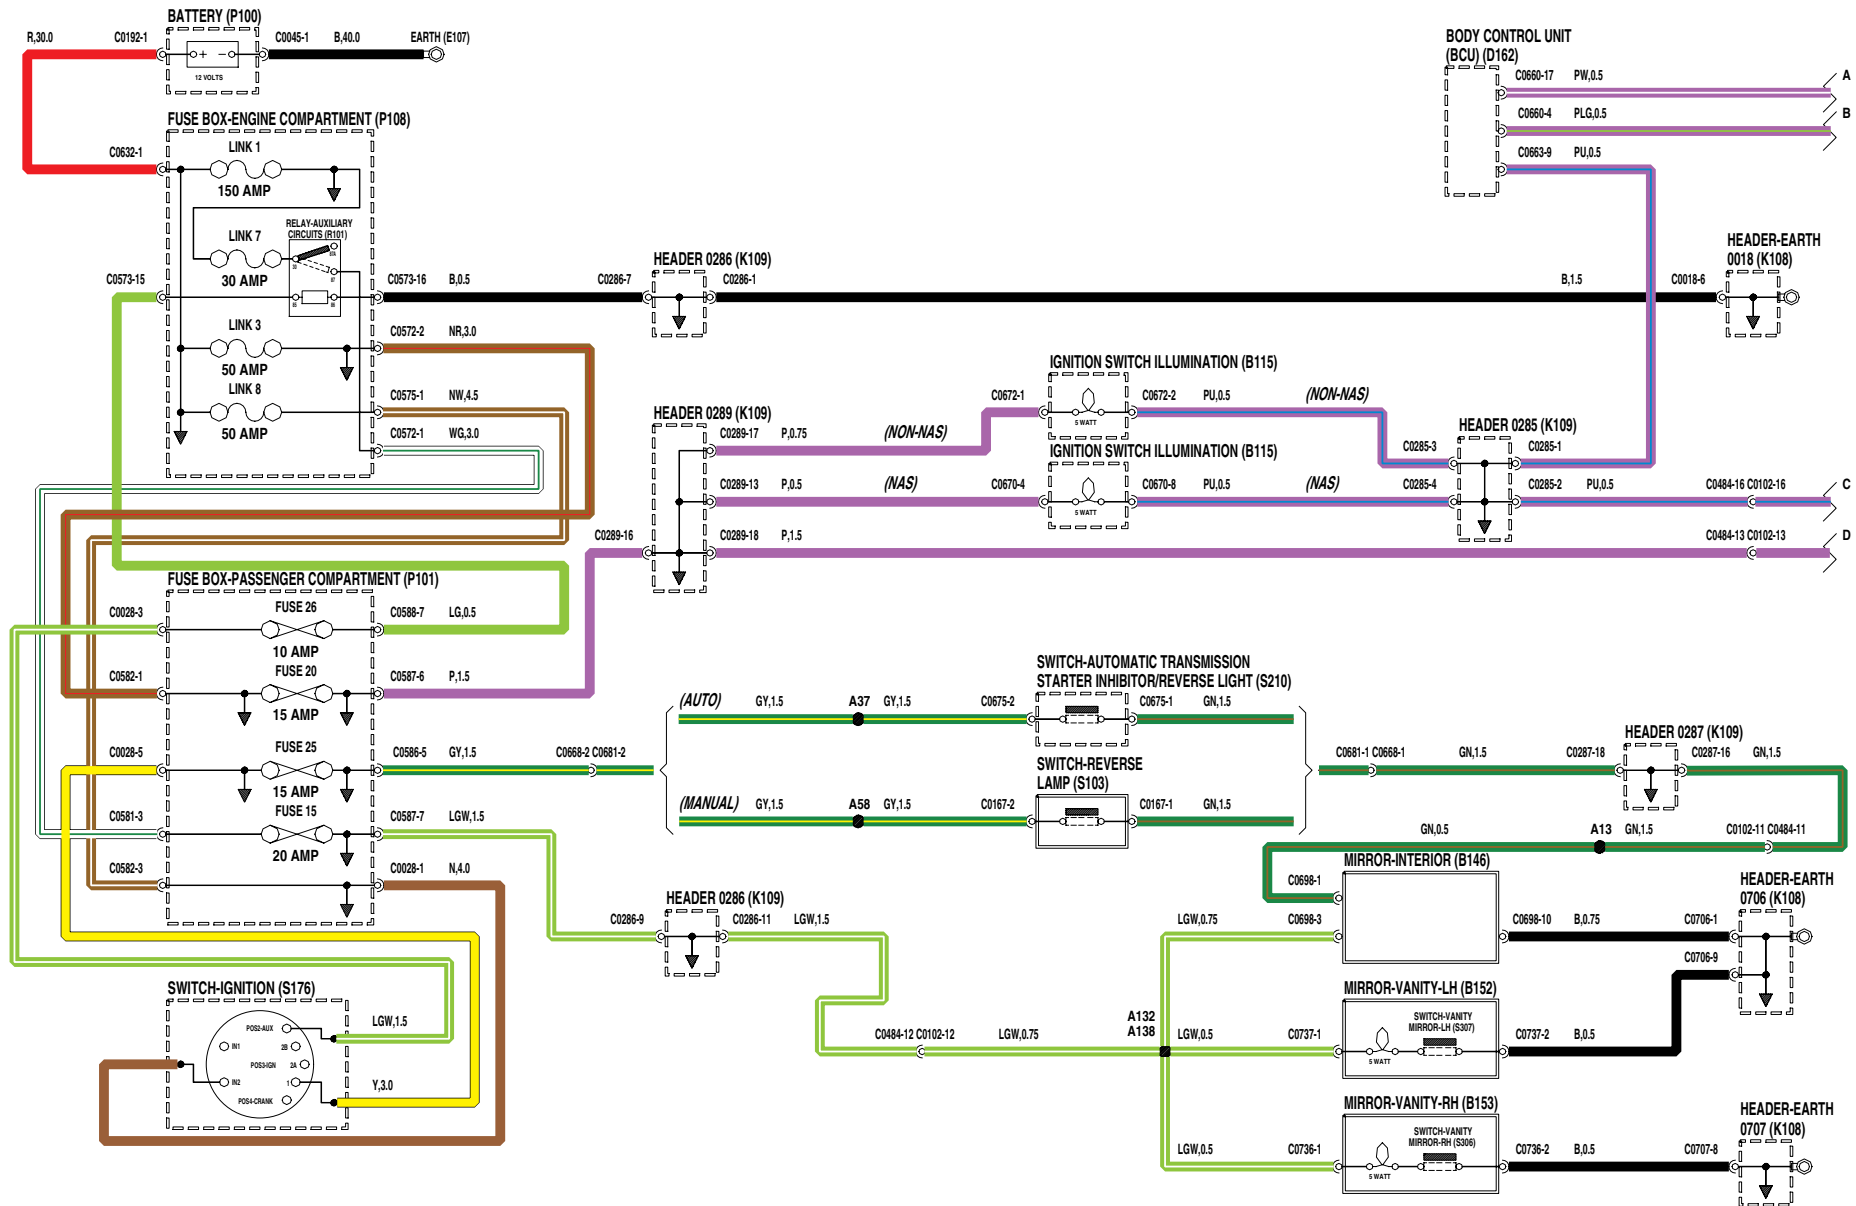 BATTERY (P100)
R,30.0
C0192-1
C0045-1
B,40.0
EARTH (E107)
+
−
12 VOLTS
BODY CONTROL UNIT
(BCU) (D162)
C0660-17
PW,0.5
A
C0660-4
PLG,0.5
B
C0663-9
PU,0.5
FUSE BOX-ENGINE COMPARTMENT (P108)
C0632-1
LINK 1
150 AMP
RELAY-AUXILIARY
CIRCUITS (R101)
LINK 7
30 AMP
30
87A
87
85
86
C0573-15
C0573-16
B,0.5
LINK 3
50 AMP
C0572-2
NR,3.0
LINK 8
50 AMP
C0575-1
NW,4.5
C0572-1
WG,3.0
HEADER 0286 (K109)
C0286-7
C0286-1
B,1.5
C0018-6
HEADER-EARTH
0018 (K108)
HEADER 0289 (K109)
C0289-17
P,0.75
(NON-NAS)
C0672-1
IGNITION SWITCH ILLUMINATION (B115)
5 WATT
C0672-2
PU,0.5
(NON-NAS)
C0289-13
P,0.5
(NAS)
C0670-4
IGNITION SWITCH ILLUMINATION (B115)
5 WATT
C0670-8
PU,0.5
(NAS)
HEADER 0285 (K109)
C0285-3
C0285-1
C0285-4
C0285-2
PU,0.5
C0484-16 C0102-16
C
C0289-16
C0289-18
P,1.5
C0484-13 C0102-13
D
FUSE BOX-PASSENGER COMPARTMENT (P101)
C0028-3
FUSE 26
10 AMP
C0588-7
LG,0.5
C0582-1
FUSE 20
15 AMP
C0587-6
P,1.5
C0028-5
FUSE 25
15 AMP
C0586-5
GY,1.5
C0668-2 C0681-2
C0581-3
FUSE 15
20 AMP
C0587-7
LGW,1.5
C0582-3
C0028-1
N,4.0
(AUTO)
GY,1.5
A37
GY,1.5
C0675-2
SWITCH-AUTOMATIC TRANSMISSION
STARTER INHIBITOR/REVERSE LIGHT (S210)
C0675-1
GN,1.5
(MANUAL)
GY,1.5
A58
GY,1.5
C0167-2
SWITCH-REVERSE
LAMP (S103)
C0167-1
GN,1.5
C0681-1 C0668-1
GN,1.5
C0287-18
HEADER 0287 (K109)
C0287-16
GN,1.5
GN,0.5
A13
GN,1.5
C0102-11 C0484-11
MIRROR-INTERIOR (B146)
C0698-1
LGW,0.75
C0698-3
C0698-10
B,0.75
C0706-1
HEADER-EARTH
0706 (K108)
C0706-9
HEADER 0286 (K109)
C0286-9
C0286-11
LGW,1.5
C0484-12 C0102-12
LGW,0.75
A132
A138
LGW,0.5
C0737-1
MIRROR-VANITY-LH (B152)
SWITCH-VANITY
MIRROR-LH (S307)
5 WATT
C0737-2
B,0.5
LGW,0.5
C0736-1
MIRROR-VANITY-RH (B153)
SWITCH-VANITY
MIRROR-RH (S306)
5 WATT
C0736-2
B,0.5
C0707-8
HEADER-EARTH
0707 (K108)
SWITCH-IGNITION (S176)
LGW,1.5
POS2-AUX
IN1
2B
POS3-IGN
2A
IN2
1
POS4-CRANK
Y,3.0